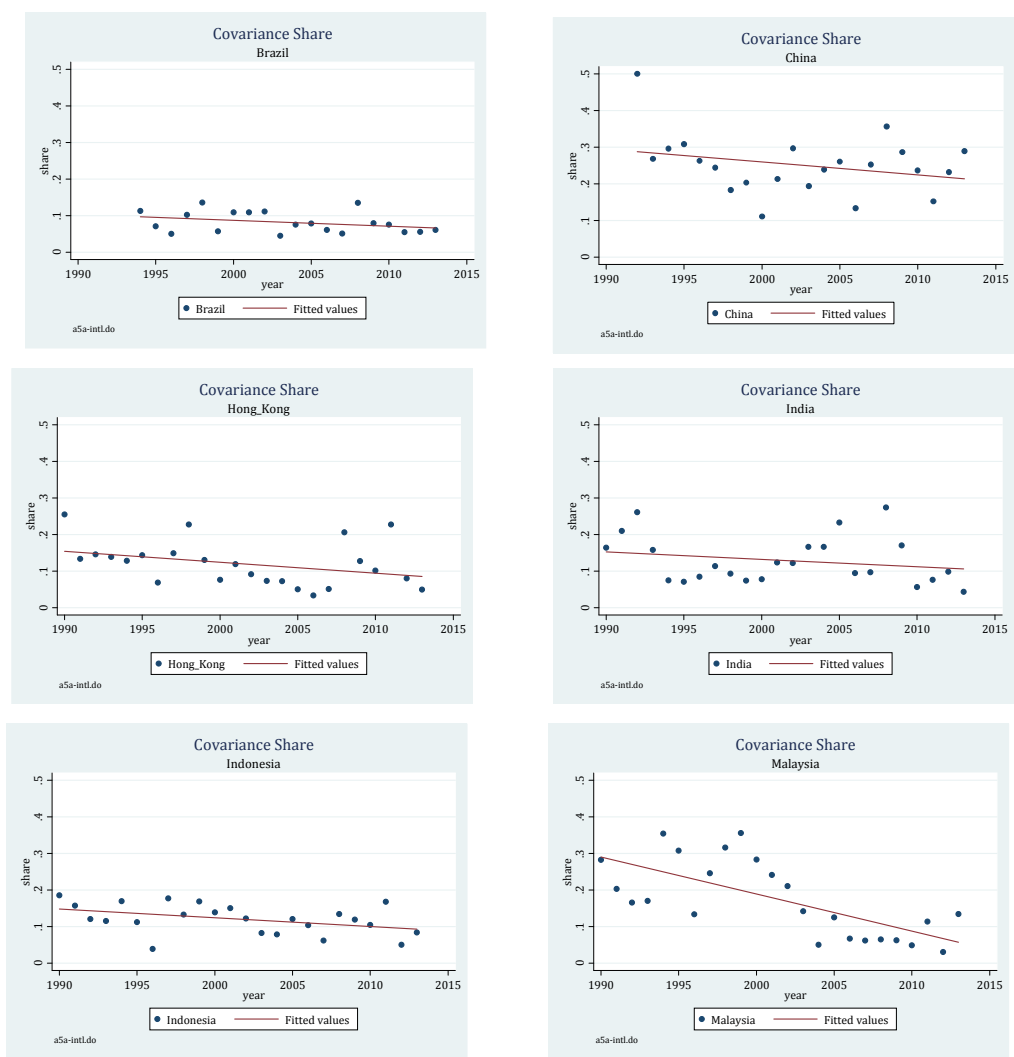 Covariance Share
Brazil
share
0 .1 .2 .3 .4 .5
1990 1995 2000 2005 2010 2015
year
Brazil Fitted values
a5a-intl.do
Covariance Share
China
share
0 .1 .2 .3 .4 .5
1990 1995 2000 2005 2010 2015
year
China Fitted values
a5a-intl.do
Covariance Share
Hong_Kong
share
0 .1 .2 .3 .4 .5
1990 1995 2000 2005 2010 2015
year
Hong_Kong Fitted values
a5a-intl.do
Covariance Share
India
share
0 .1 .2 .3 .4 .5
1990 1995 2000 2005 2010 2015
year
India Fitted values
a5a-intl.do
Covariance Share
Indonesia
share
0 .1 .2 .3 .4 .5
1990 1995 2000 2005 2010 2015
year
Indonesia Fitted values
a5a-intl.do
Covariance Share
Malaysia
share
0 .1 .2 .3 .4 .5
1990 1995 2000 2005 2010 2015
year
Malaysia Fitted values
a5a-intl.do